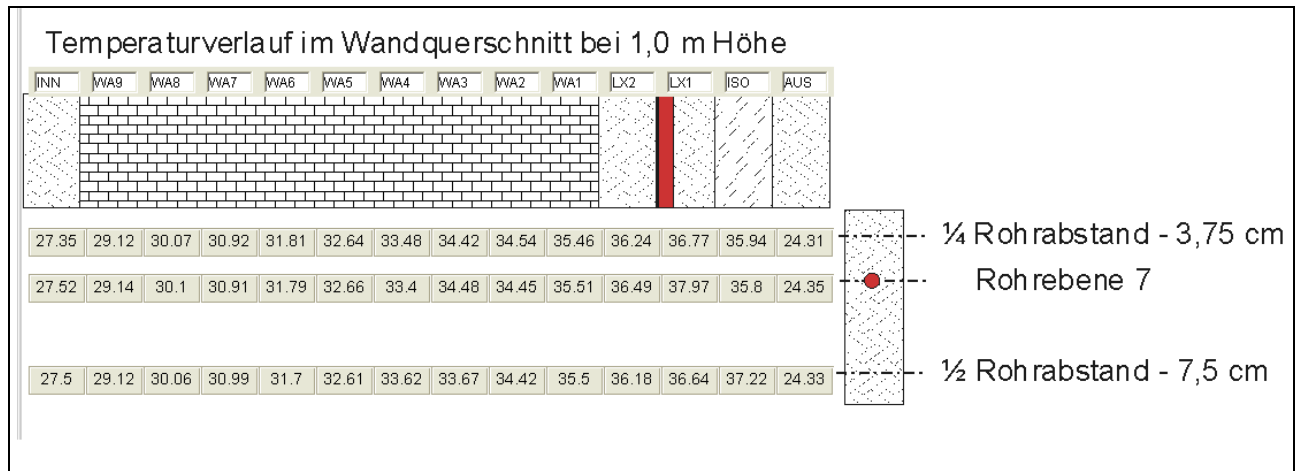 Temperaturverlauf im Wandquerschnitt bei 1,0 m Höhe
INN WA9 WA8 WA7 WA6 WA5 WA4 WA3 WA2 WA1 LX2 LX1 ISO AUS
27.35 29.12 30.07 30.92 31.81 32.64 33.48 34.42 34.54 35.46 36.24 36.77 35.94 24.31 ¼ Rohrabstand - 3,75 cm
27.52 29.14 30.1 30.91 31.79 32.66 33.4 34.48 34.45 35.51 36.49 37.97 35.8 24.35 Rohrebene 7
27.5 29.12 30.06 30.99 31.7 32.61 33.62 33.67 34.42 35.5 36.18 36.64 37.22 24.33 ½ Rohrabstand - 7,5 cm